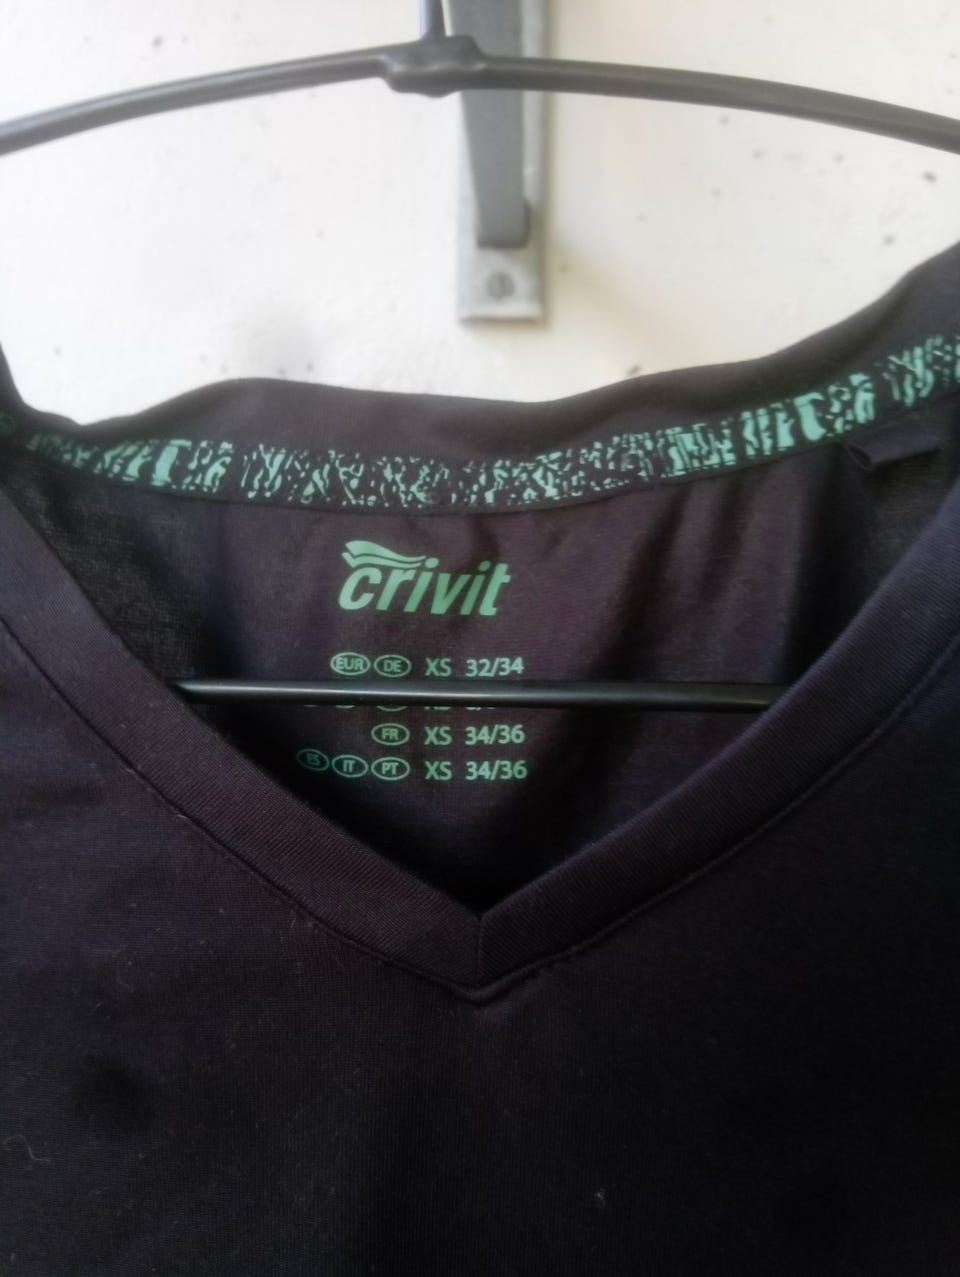 crivit
EUR DE XS 32/34
FR XS 34/36
ES IT PT XS 34/36